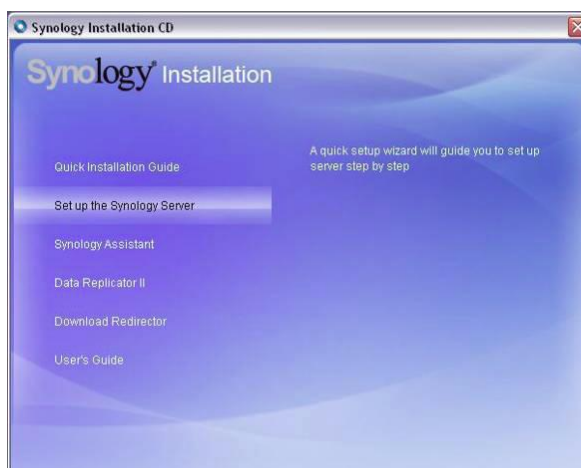 Synology Installation CD
Synology Installation
Quick Installation Guide
A quick setup wizard will guide you to set up
server step by step
Set up the Synology Server
Synology Assistant
Data Replicator II
Download Redirector
User's Guide